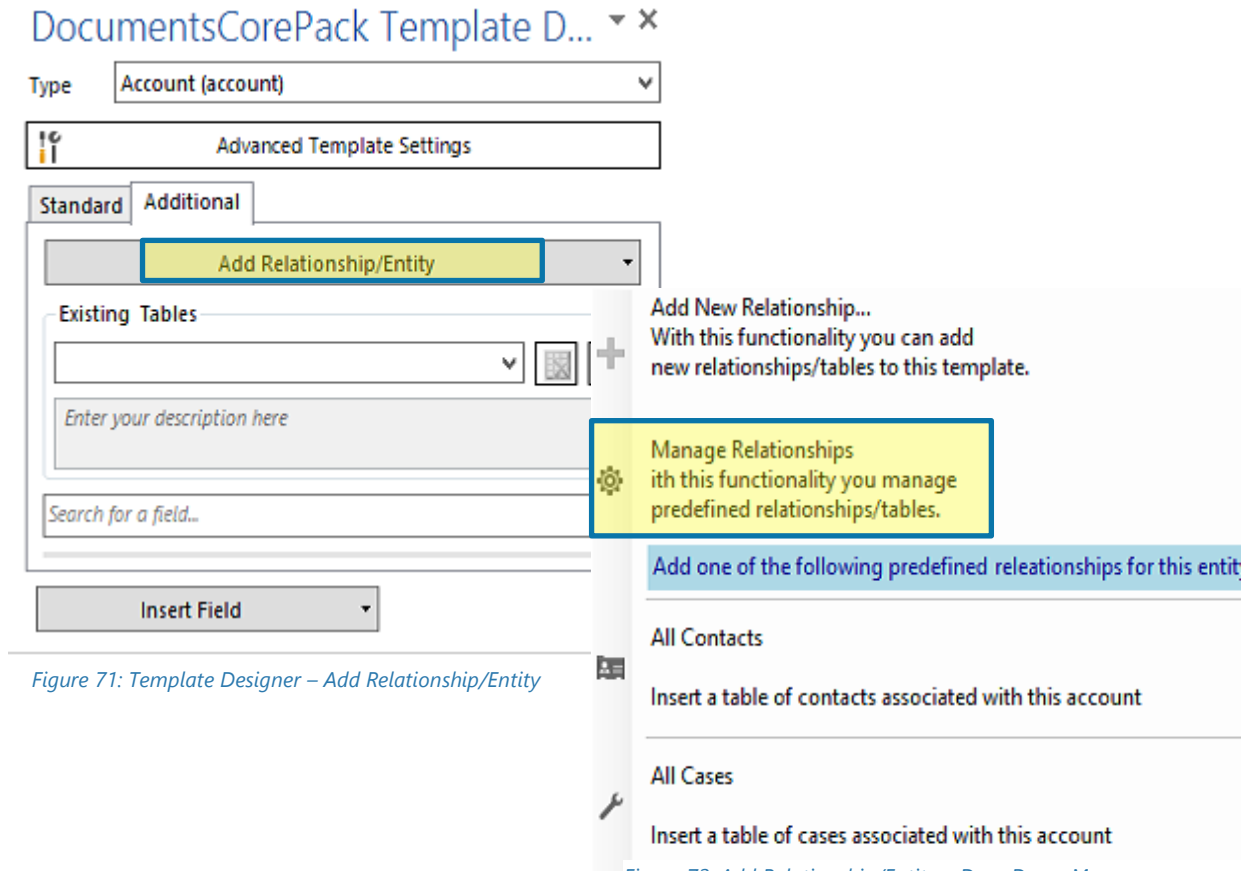 DocumentsCorePack Template D...
Type
Account (account)
Advanced Template Settings
Standard
Additional
Add Relationship/Entity
Existing Tables
Enter your description here
Search for a field...
Insert Field
Figure 71: Template Designer – Add Relationship/Entity
Add New Relationship...
With this functionality you can add
new relationships/tables to this template.
Manage Relationships
ith this functionality you manage
predefined relationships/tables.
Add one of the following predefined releationships for this entity
All Contacts
Insert a table of contacts associated with this account
All Cases
Insert a table of cases associated with this account